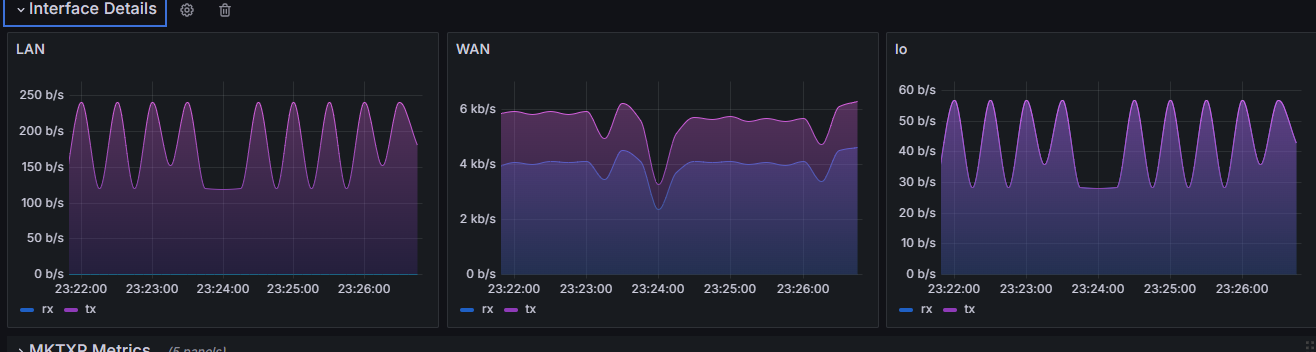 Interface Details
LAN
250 b/s
200 b/s
150 b/s
100 b/s
50 b/s
0 b/s
23:22:00 23:23:00 23:24:00 23:25:00 23:26:00
rx tx
WAN
6 kb/s
4 kb/s
2 kb/s
0 b/s
23:22:00 23:23:00 23:24:00 23:25:00 23:26:00
rx tx
lo
60 b/s
50 b/s
40 b/s
30 b/s
20 b/s
10 b/s
0 b/s
23:22:00 23:23:00 23:24:00 23:25:00 23:26:00
rx tx
MKTXP Metrics (5 panels)